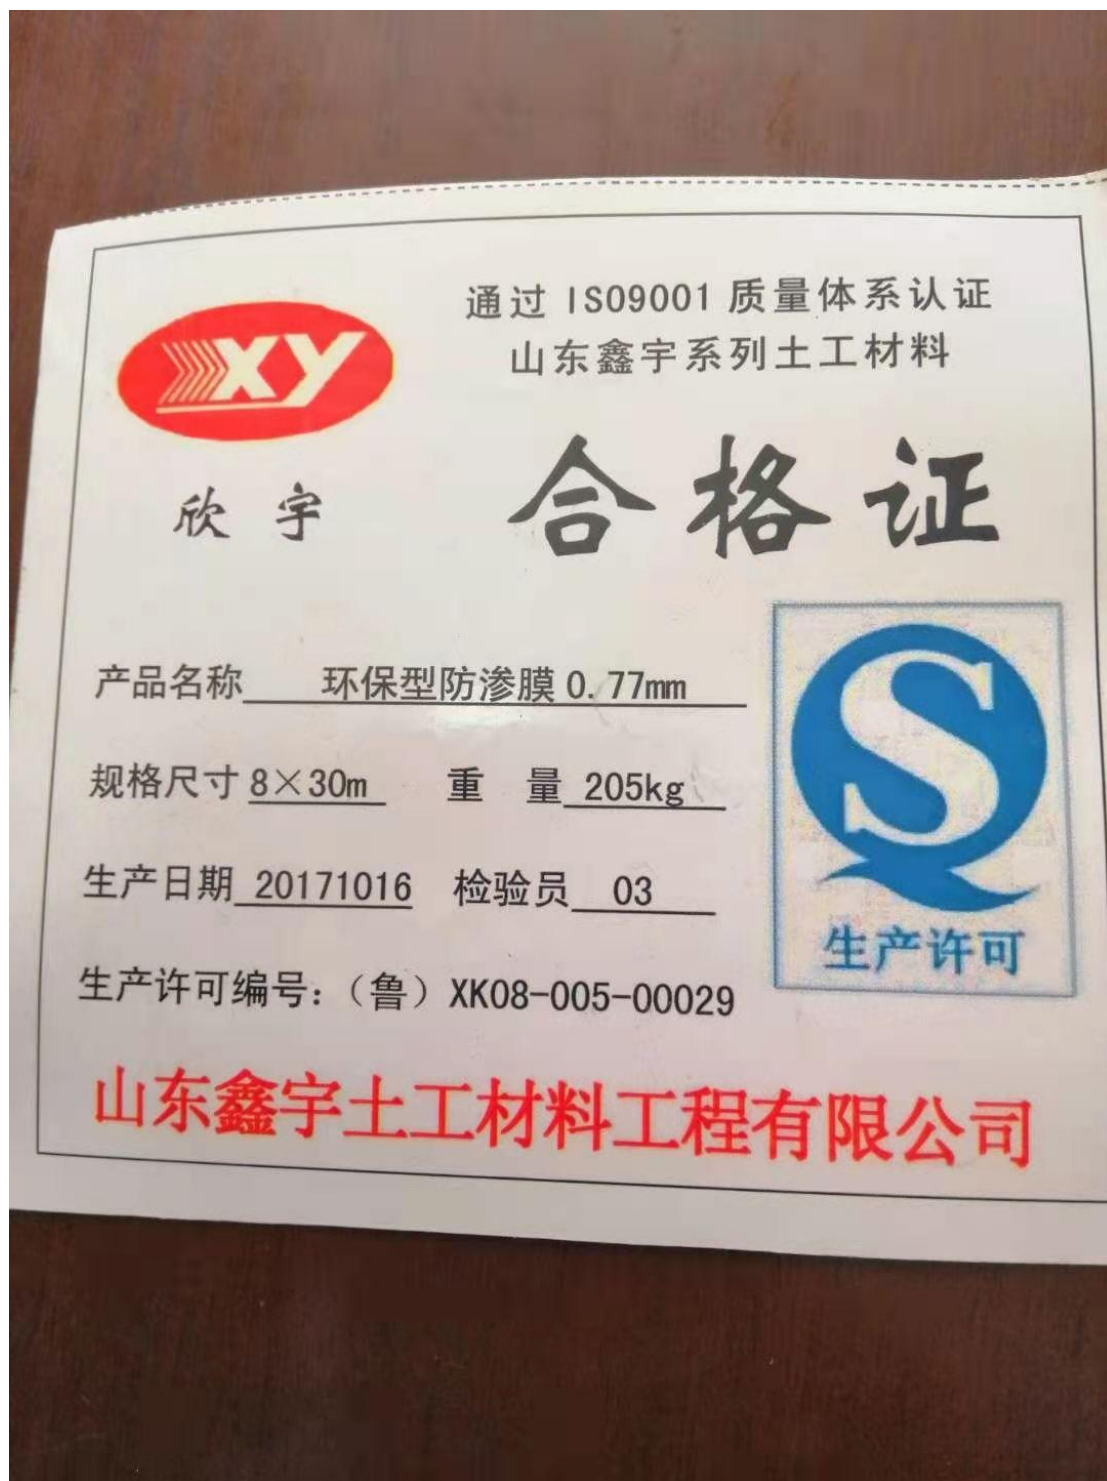 XY
通过 ISO9001 质量体系认证
山东鑫宇系列土工材料
欣宇
合格证
产品名称 环保型防渗膜 0.77mm
规格尺寸 8×30m 重 量 205kg
生产日期 20171016 检验员 03
生产许可编号:(鲁)XK08-005-00029
S
生产许可
山东鑫宇土工材料工程有限公司